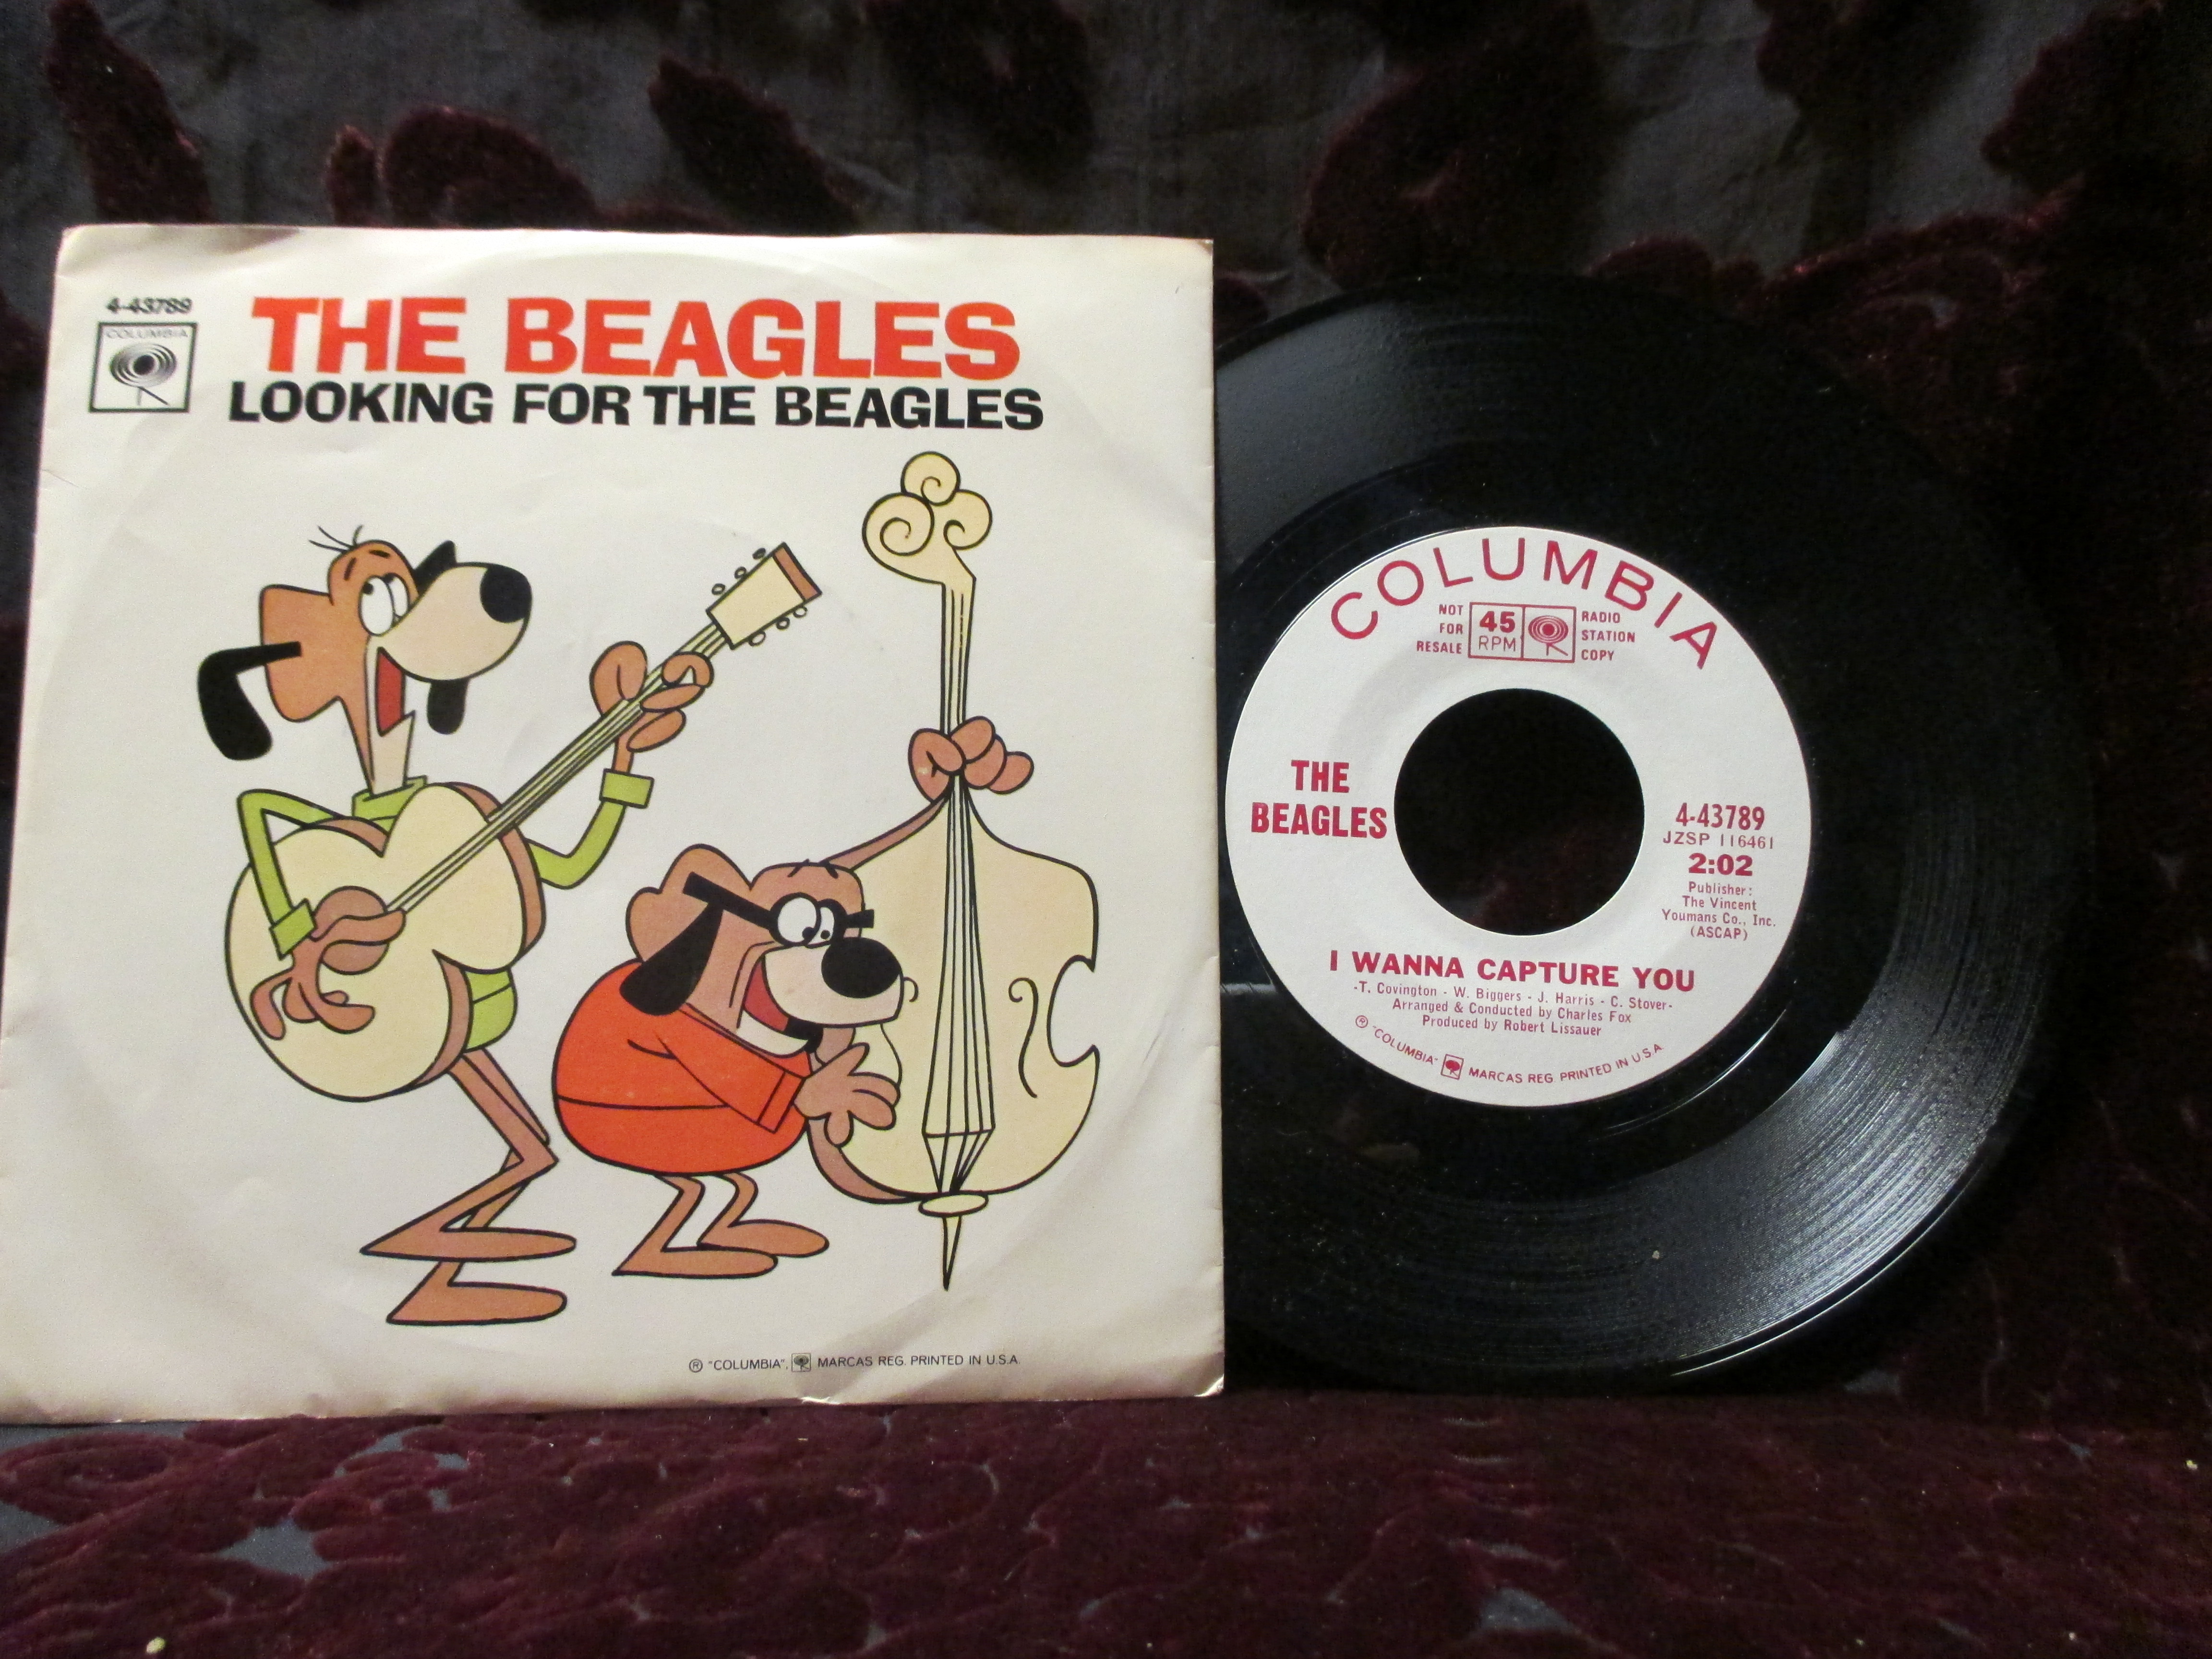 4-43789
COLUMBIA
THE BEAGLES
LOOKING FOR THE BEAGLES
Ⓡ "COLUMBIA", MARCAS REG. PRINTED IN U.S.A.
COLUMBIA
NOT
FOR
RESALE
45
RPM
RADIO
STATION
COPY
THE
BEAGLES
4-43789
JZSP 116461
2:02
Publisher:
The Vincent
Youmans Co., Inc.
(ASCAP)
I WANNA CAPTURE YOU
-T. Covington - W. Biggers - J. Harris - C. Stover-
Arranged & Conducted by Charles Fox
Produced by Robert Lissauer
Ⓡ "COLUMBIA" MARCAS REG. PRINTED IN U.S.A.